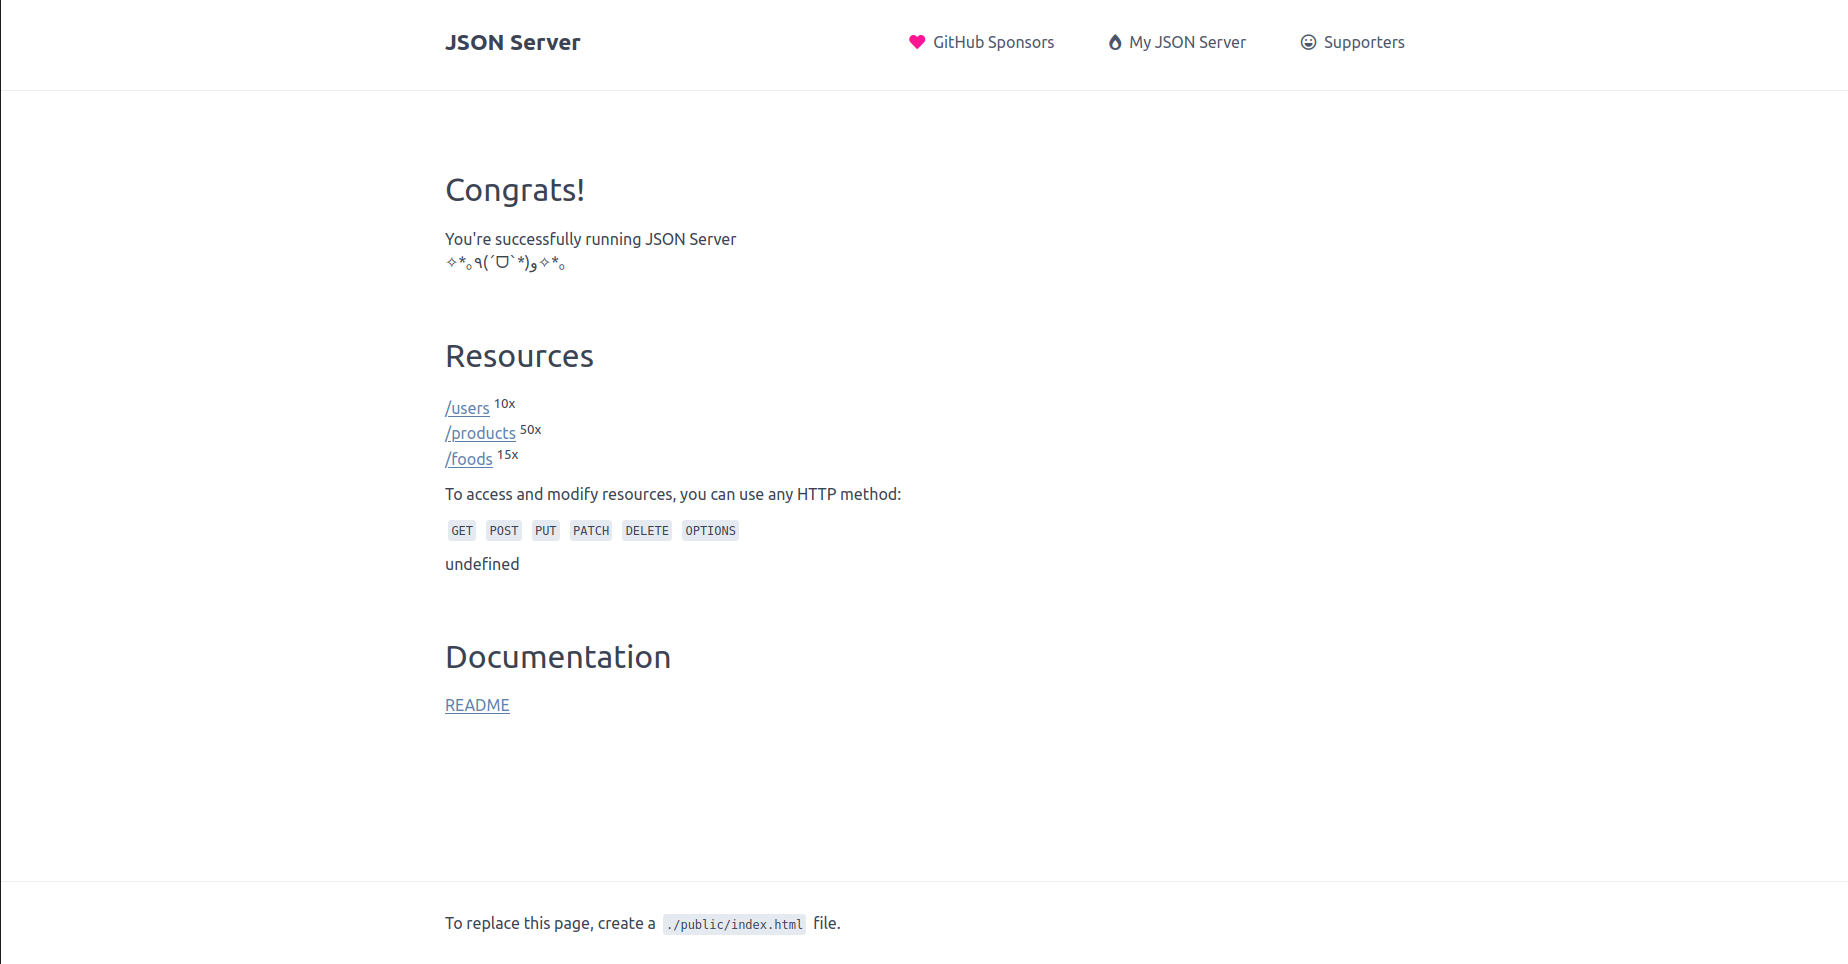 JSON Server
GitHub Sponsors
My JSON Server
Supporters
Congrats!
You're successfully running JSON Server
✧*｡٩(ˊᗜˋ*)و✧*｡
Resources
/users 10x
/products 50x
/foods 15x
To access and modify resources, you can use any HTTP method:
GET POST PUT PATCH DELETE OPTIONS
undefined
Documentation
README
To replace this page, create a ./public/index.html file.